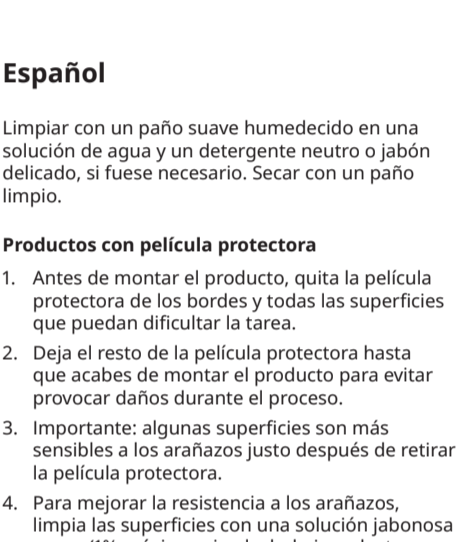 Español
Limpiar con un paño suave humedecido en una
solución de agua y un detergente neutro o jabón
delicado, si fuese necesario. Secar con un paño
limpio.
Productos con película protectora
1. Antes de montar el producto, quita la película
protectora de los bordes y todas las superficies
que puedan dificultar la tarea.
2. Deja el resto de la película protectora hasta
que acabes de montar el producto para evitar
provocar daños durante el proceso.
3. Importante: algunas superficies son más
sensibles a los arañazos justo después de retirar
la película protectora.
4. Para mejorar la resistencia a los arañazos,
limpia las superficies con una solución jabonosa